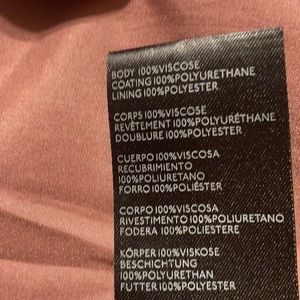 BODY 100%VISCOSE
COATING 100%POLYURETHANE
LINING 100%POLYESTER
CORPS 100%VISCOSE
REVÊTEMENT 100%POLYURÉTHANE
DOUBLURE 100%POLYESTER
CUERPO 100%VISCOSA
RECUBRIMIENTO
100%POLIURETANO
FORRO 100%POLIÉSTER
CORPO 100%VISCOSA
RIVESTIMENTO 100%POLIURETANO
FODERA 100%POLIESTERE
KÖRPER 100%VISKOSE
BESCHICHTUNG
100%POLYURETHAN
FUTTER 100%POLYESTER